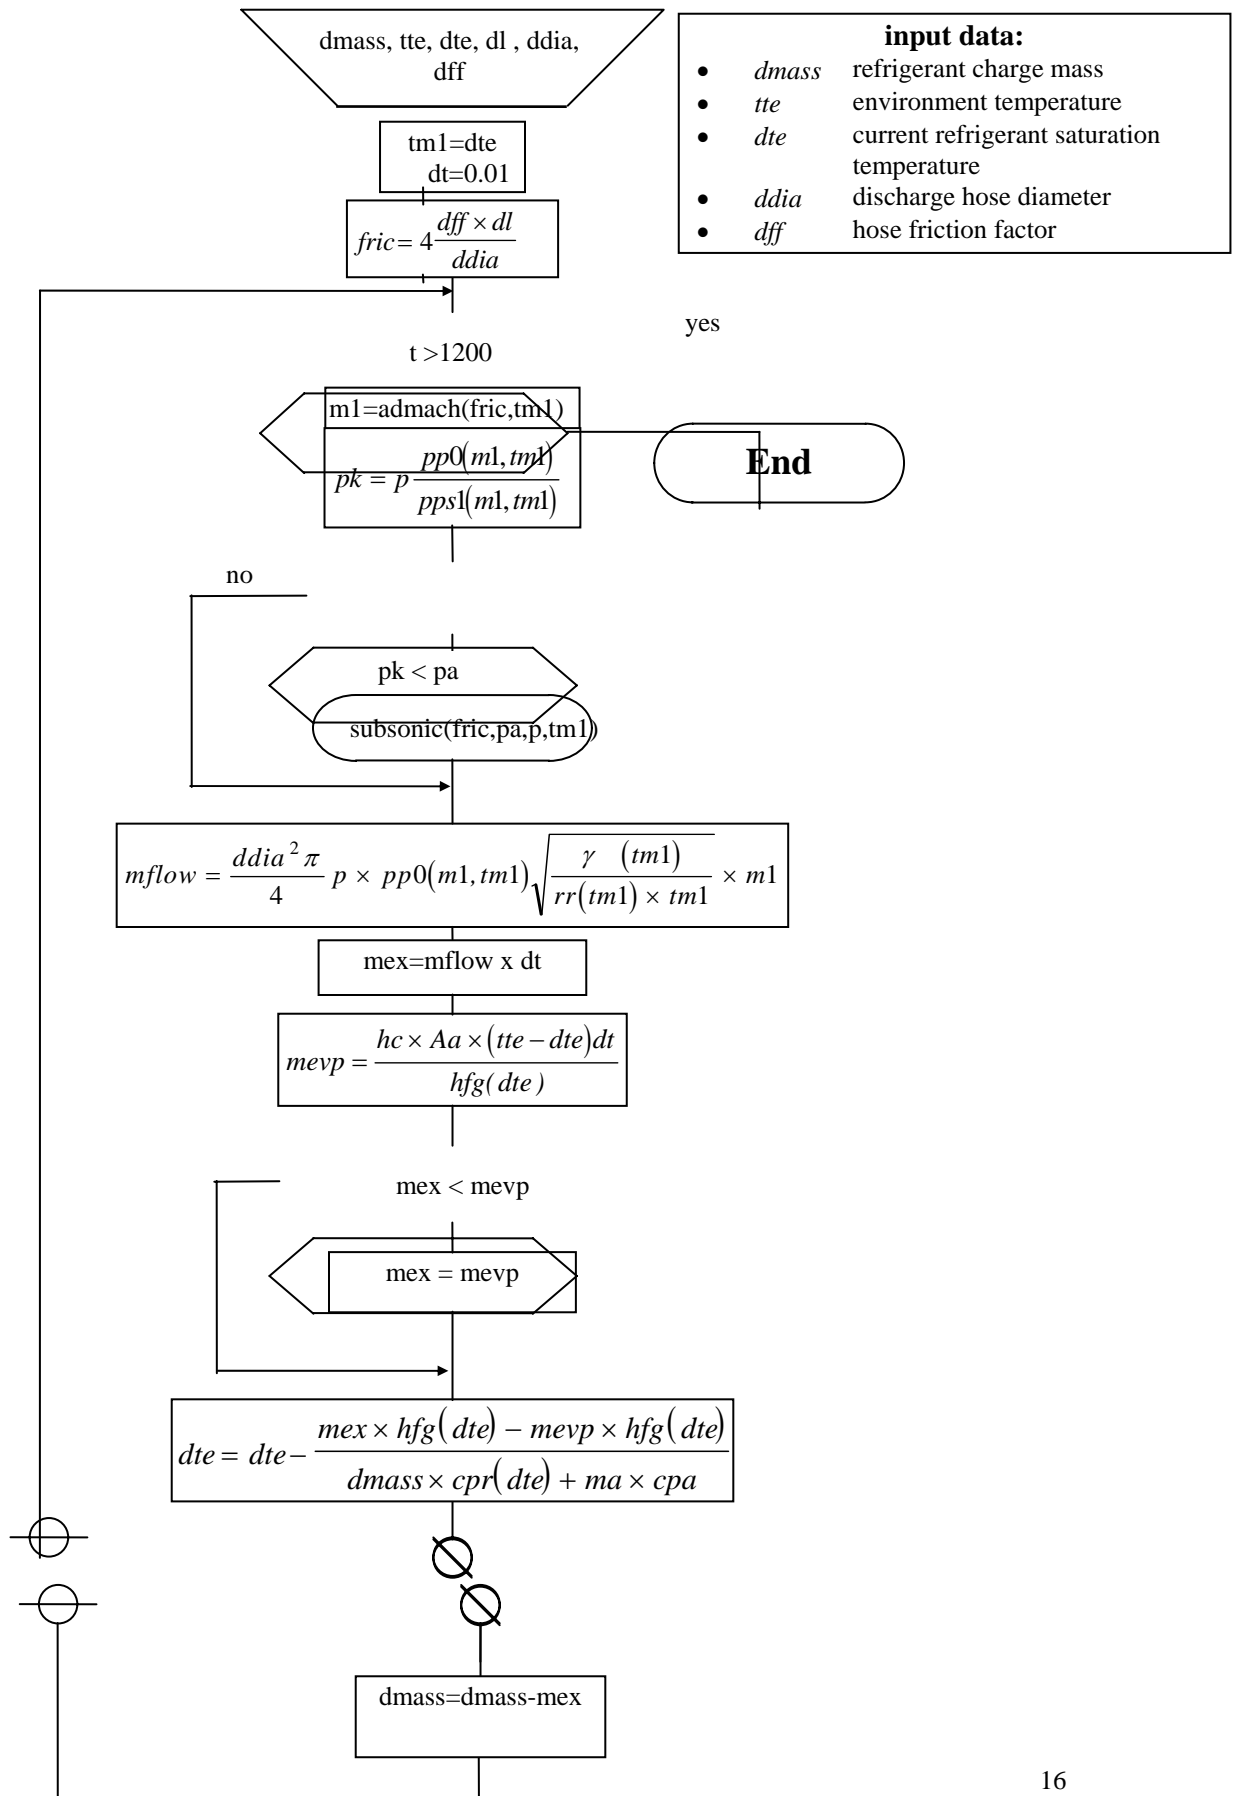 dmass, tte, dte, dl , ddia,
dff
input data:
• dmass refrigerant charge mass
• tte environment temperature
• dte current refrigerant saturation
temperature
• ddia discharge hose diameter
• dff hose friction factor
tm1=dte
dt=0.01
fric = 4 dff × dl / ddia
yes
t >1200
m1=admach(fric,tm1)
pk = p pp0(m1,tm1) / pps1(m1,tm1)
End
no
pk < pa
subsonic(fric,pa,p,tm1)
mflow = ddia² π / 4 p × pp0(m1,tm1) √ γ (tm1) / rr(tm1) × tm1 × m1
mex=mflow x dt
mevp = hc × Aa × (tte − dte)dt / hfg( dte )
mex < mevp
mex = mevp
dte = dte − mex × hfg(dte) − mevp × hfg(dte) / dmass × cpr(dte) + ma × cpa
dmass=dmass-mex
16